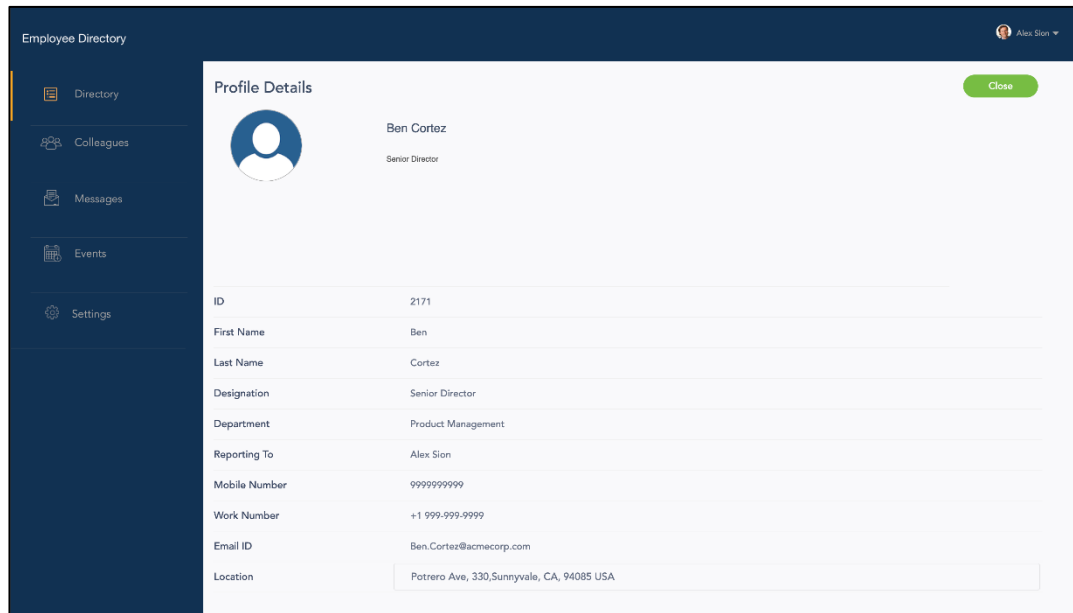 Employee Directory
Alex Sion
Directory
Colleagues
Messages
Events
Settings
Profile Details
Close
Ben Cortez
Senior Director
ID 2171
First Name Ben
Last Name Cortez
Designation Senior Director
Department Product Management
Reporting To Alex Sion
Mobile Number 9999999999
Work Number +1 999-999-9999
Email ID Ben.Cortez@acmecorp.com
Location Potrero Ave, 330,Sunnyvale, CA, 94085 USA